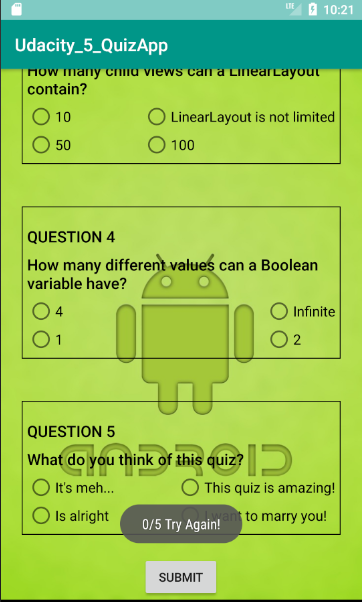 LTE 10:21
Udacity_5_QuizApp
How many child views can a LinearLayout
contain?
10 LinearLayout is not limited
50 100
QUESTION 4
How many different values can a Boolean
variable have?
4 Infinite
1 2
QUESTION 5
What do you think of this quiz?
ANDROID
It's meh... This quiz is amazing!
Is alright I want to marry you!
0/5 Try Again!
SUBMIT